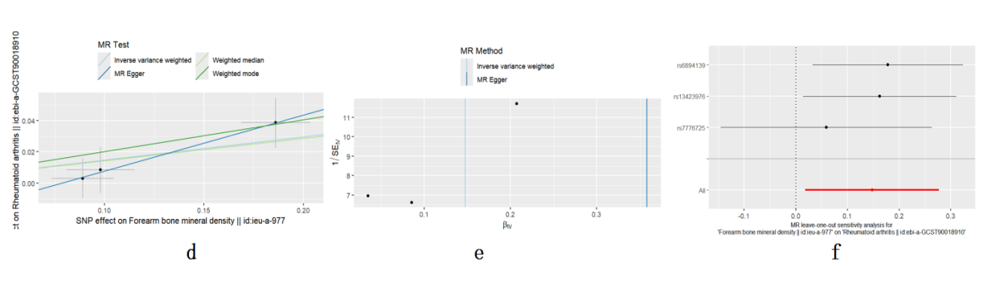 MR Test
Inverse variance weighted
Weighted median
MR Egger
Weighted mode
ct on Rheumatoid arthritis || id:ebi-a-GCST90018910
0.04
0.02
0.00
0.10
0.15
0.20
SNP effect on Forearm bone mineral density || id:ieu-a-977
d
MR Method
Inverse variance weighted
MR Egger
1/SE_IV
11
10
9
8
7
0.1
0.2
0.3
β_IV
e
rs6894139
rs13423976
rs7776725
All
-0.1
0.0
0.1
0.2
0.3
MR leave-one-out sensitivity analysis for
'Forearm bone mineral density || id:ieu-a-977' on 'Rheumatoid arthritis || id:ebi-a-GCST90018910'
f